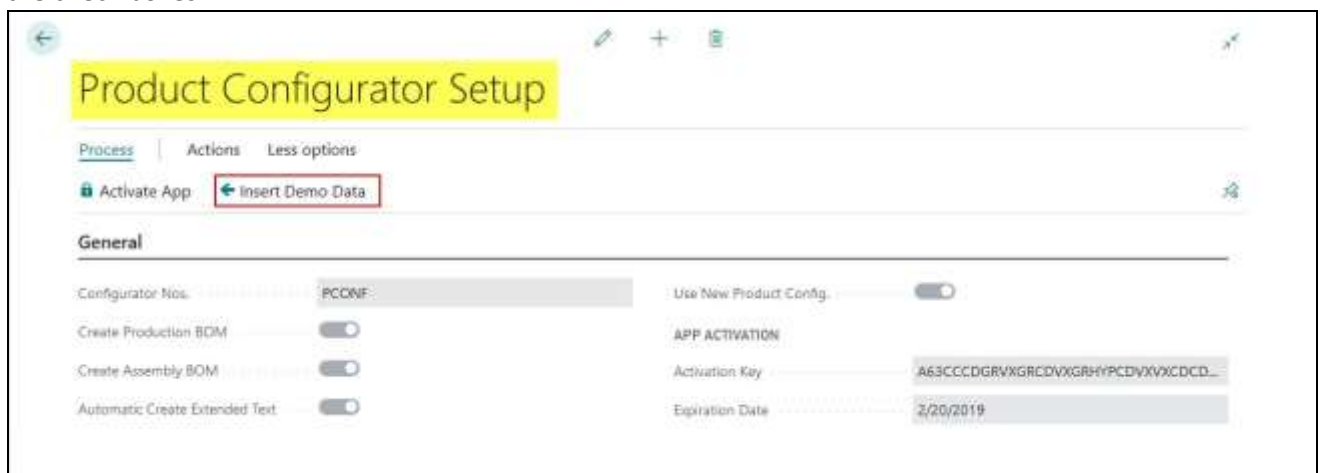 Product Configurator Setup
Process Actions Less options
Activate App Insert Demo Data
General
Configurator Nos. PCONF Use New Product Config.
Create Production BOM APP ACTIVATION
Create Assembly BOM Activation Key A63CCCDGRVXGRCDVXGRHYPCDVXVXCDCD...
Automatic Create Extended Text Expiration Date 2/20/2019